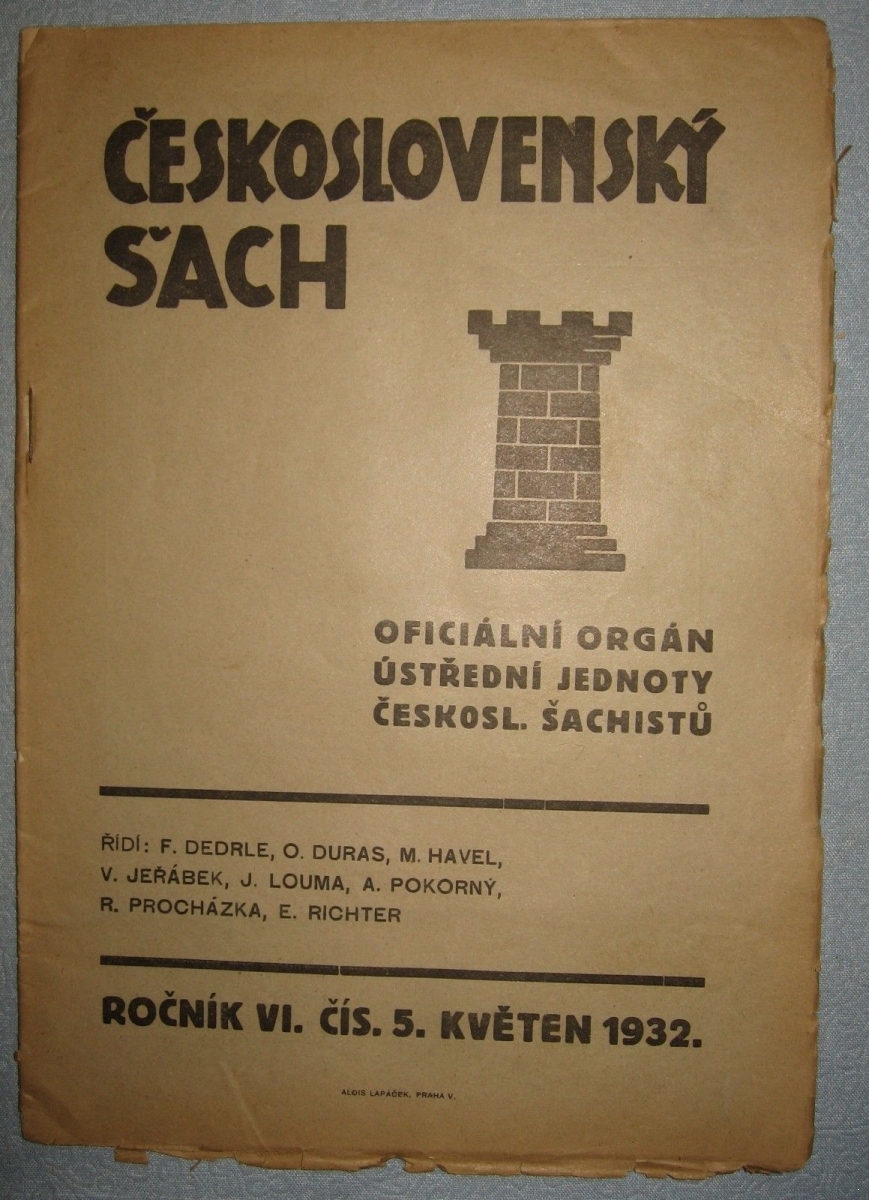 ČESKOSLOVENSKÝ
ŠACH
OFICIÁLNÍ ORGÁN
ÚSTŘEDNÍ JEDNOTY
ČESKOSL. ŠACHISTŮ
ŘÍDÍ: F. DEDRLE, O. DURAS, M. HAVEL,
V. JEŘÁBEK, J. LOUMA, A. POKORNÝ,
R. PROCHÁZKA, E. RICHTER
ROČNÍK VI. ČÍS. 5. KVĚTEN 1932.
ALOIS LAPÁČEK, PRAHA V.